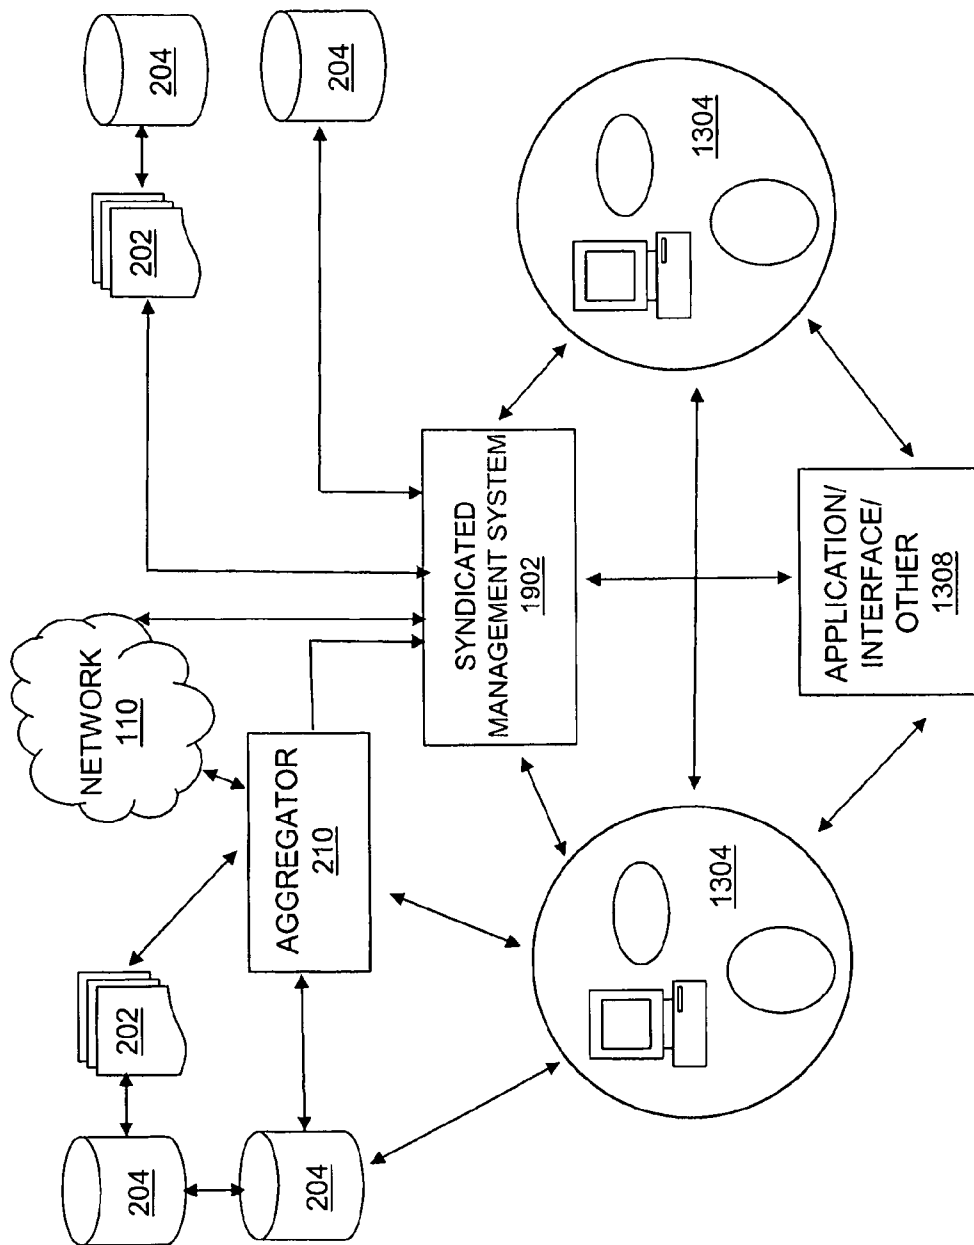 204
202
204
NETWORK
110
AGGREGATOR
210
202
204
204
SYNDICATED
MANAGEMENT SYSTEM
1902
1304
1304
APPLICATION/
INTERFACE/
OTHER
1308